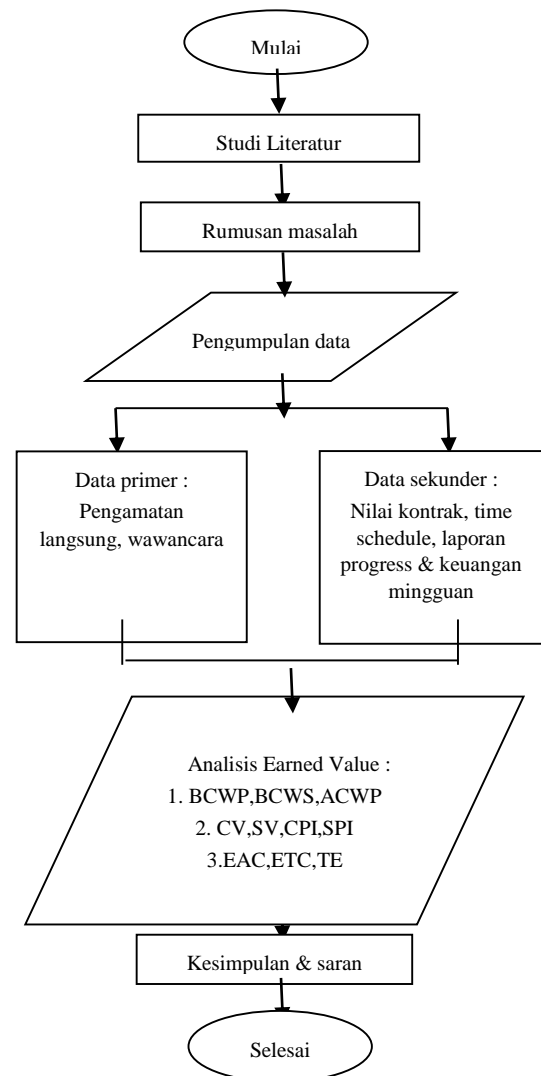 Mulai
Studi Literatur
Rumusan masalah
Pengumpulan data
Data primer :
Pengamatan
langsung, wawancara
Data sekunder :
Nilai kontrak, time
schedule, laporan
progress & keuangan
mingguan
Analisis Earned Value :
1. BCWP,BCWS,ACWP
2. CV,SV,CPI,SPI
3.EAC,ETC,TE
Kesimpulan & saran
Selesai